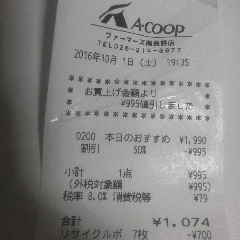 A·COOP
ファーマーズ南長野店
TEL026-214-8977
2016年10月 1日(土) 19:35
********************
お買上げ金額より
¥995値引しました
********************
0200 本日のおすすめ ¥1,990
割引 50% -995
小計 1点 ¥995
(外税対象額 ¥995)
税率 8.0% 消費税等 ¥79
合計 ¥1,074
リサイクルポ 7枚 -¥700